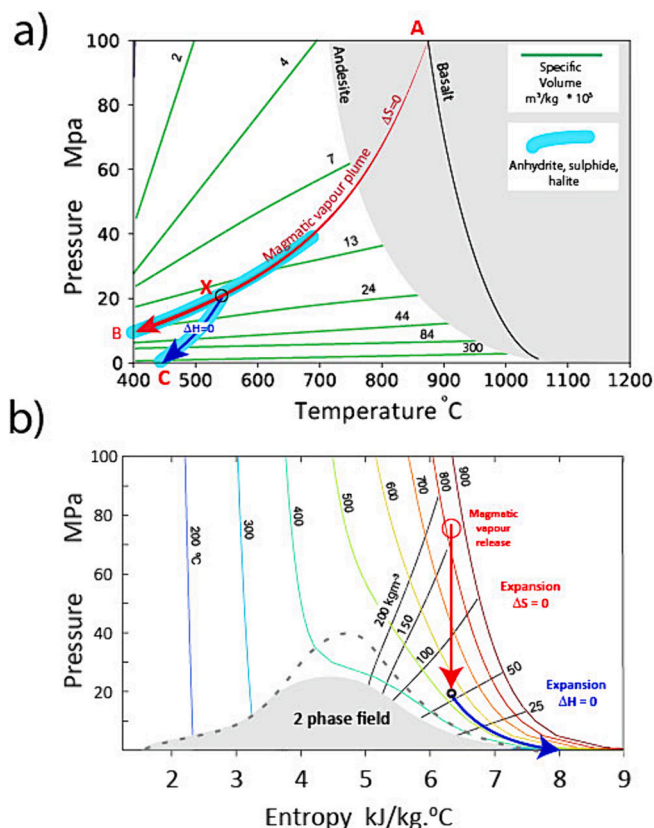 a)
A
100
80
60
40
20
0
Pressure Mpa
2
4
7
13
24
44
84
300
Andesite
Basalt
ΔS=0
Magmatic vapour plume
X
B
ΔH=0
C
Specific
Volume
m³/kg * 10³
Anhydrite, sulphide,
halite
400 500 600 700 800 900 1000 1100 1200
Temperature °C
b)
100
80
60
40
20
MPa
Pressure
200 ºC
300
400
500
600
700
800
900
200 kgm-³
150
100
50
25
Magmatic
vapour
release
Expansion
ΔS = 0
Expansion
ΔH = 0
2 phase field
2 3 4 5 6 7 8 9
Entropy kJ/kg.ºC